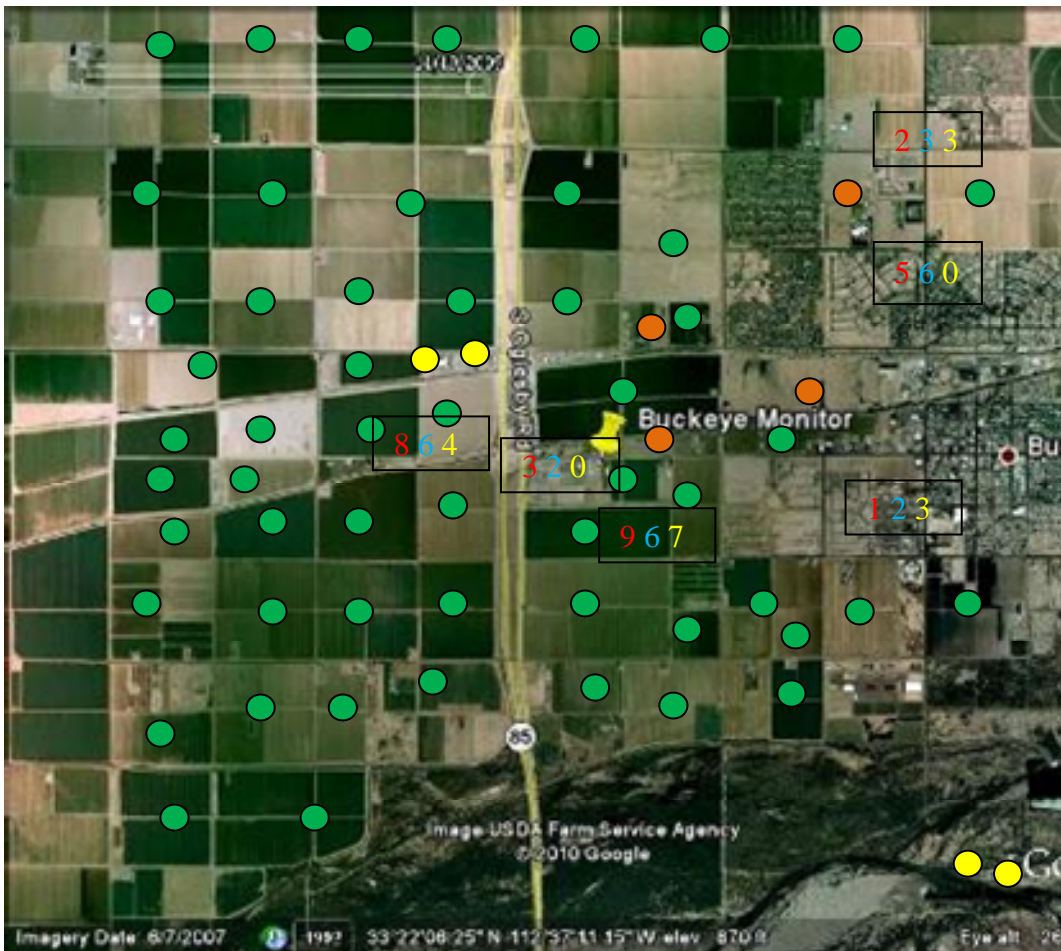 2 3 3
5 6 0
S Oglesby Rd
Buckeye Monitor
8 6 4
3 2 0
1 2 3
9 6 7
85
Image USDA Farm Service Agency
© 2010 Google
Imagery Date: 6/7/2007
1997
33°22'06.25" N 112°37'11.15" W elev 870 ft
Eye alt